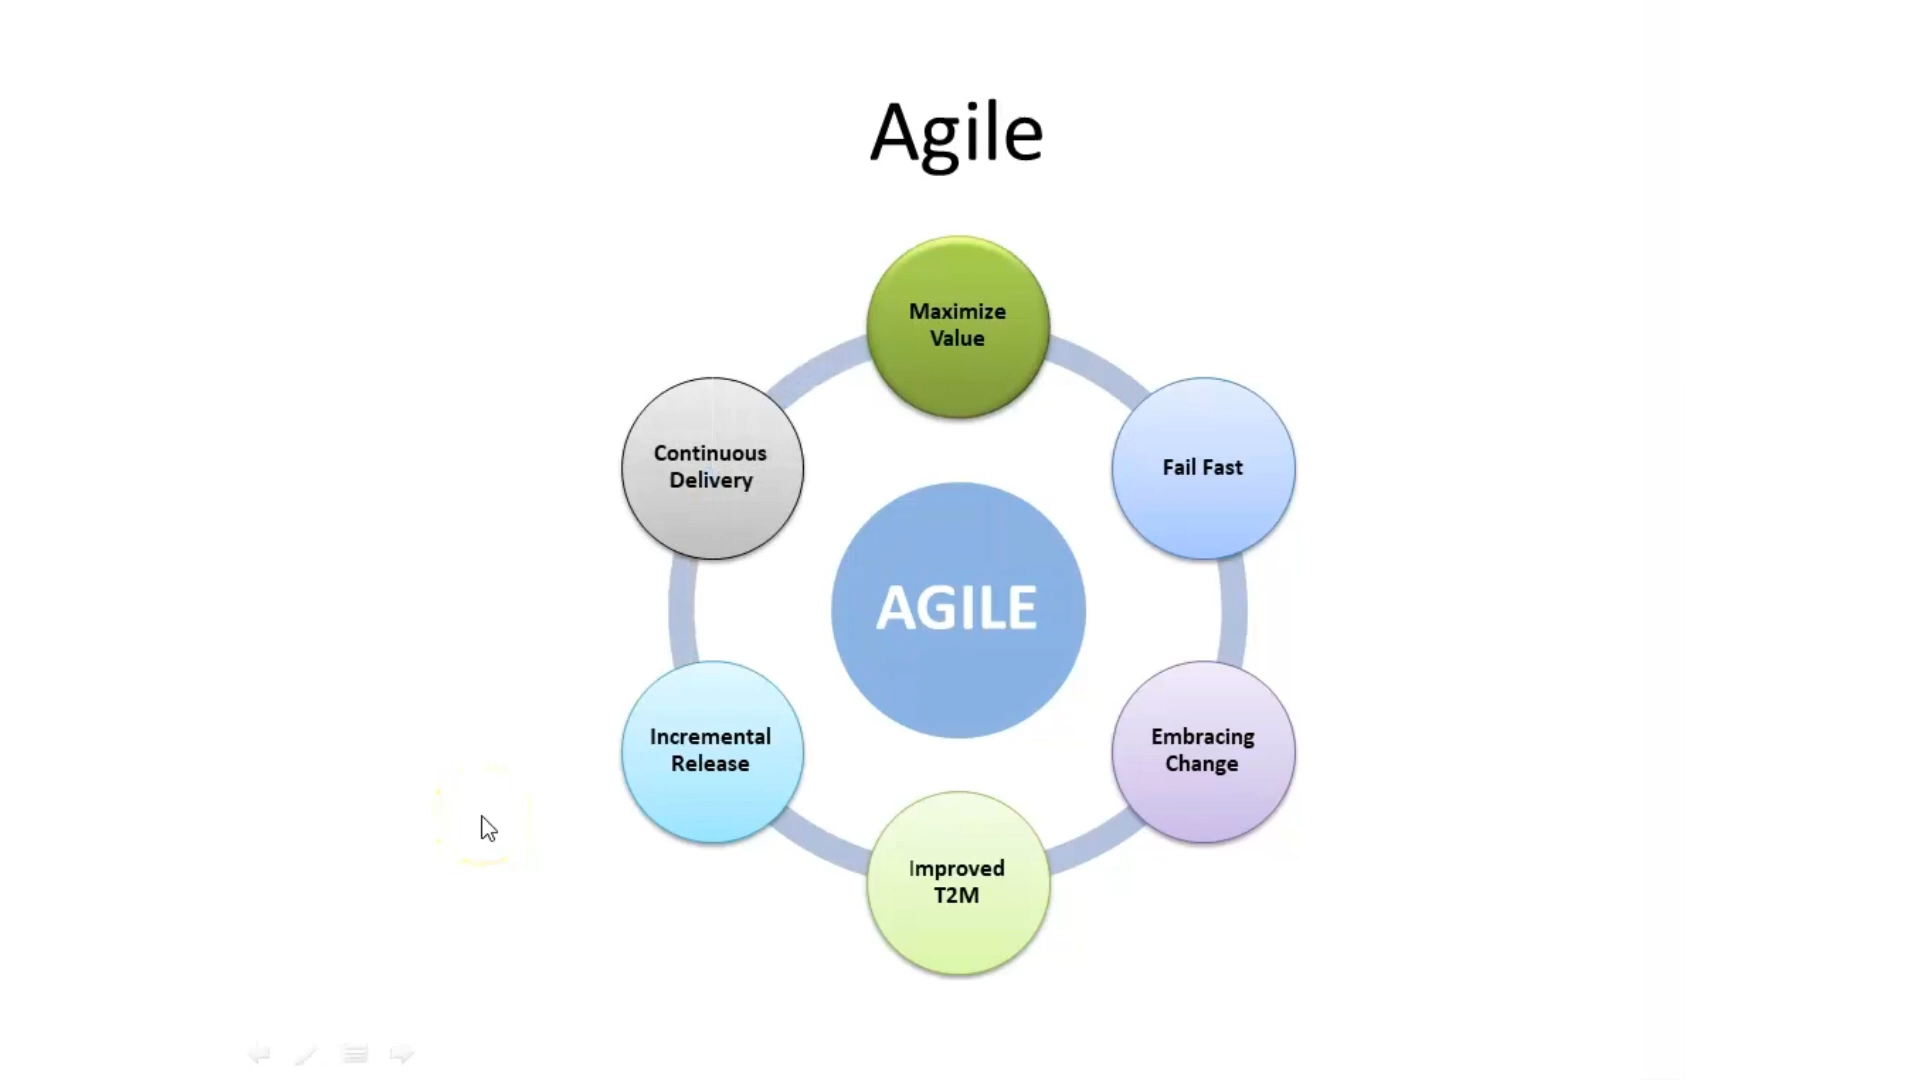 Agile
Maximize
Value
Continuous
Delivery
Fail Fast
AGILE
Incremental
Release
Embracing
Change
Improved
T2M